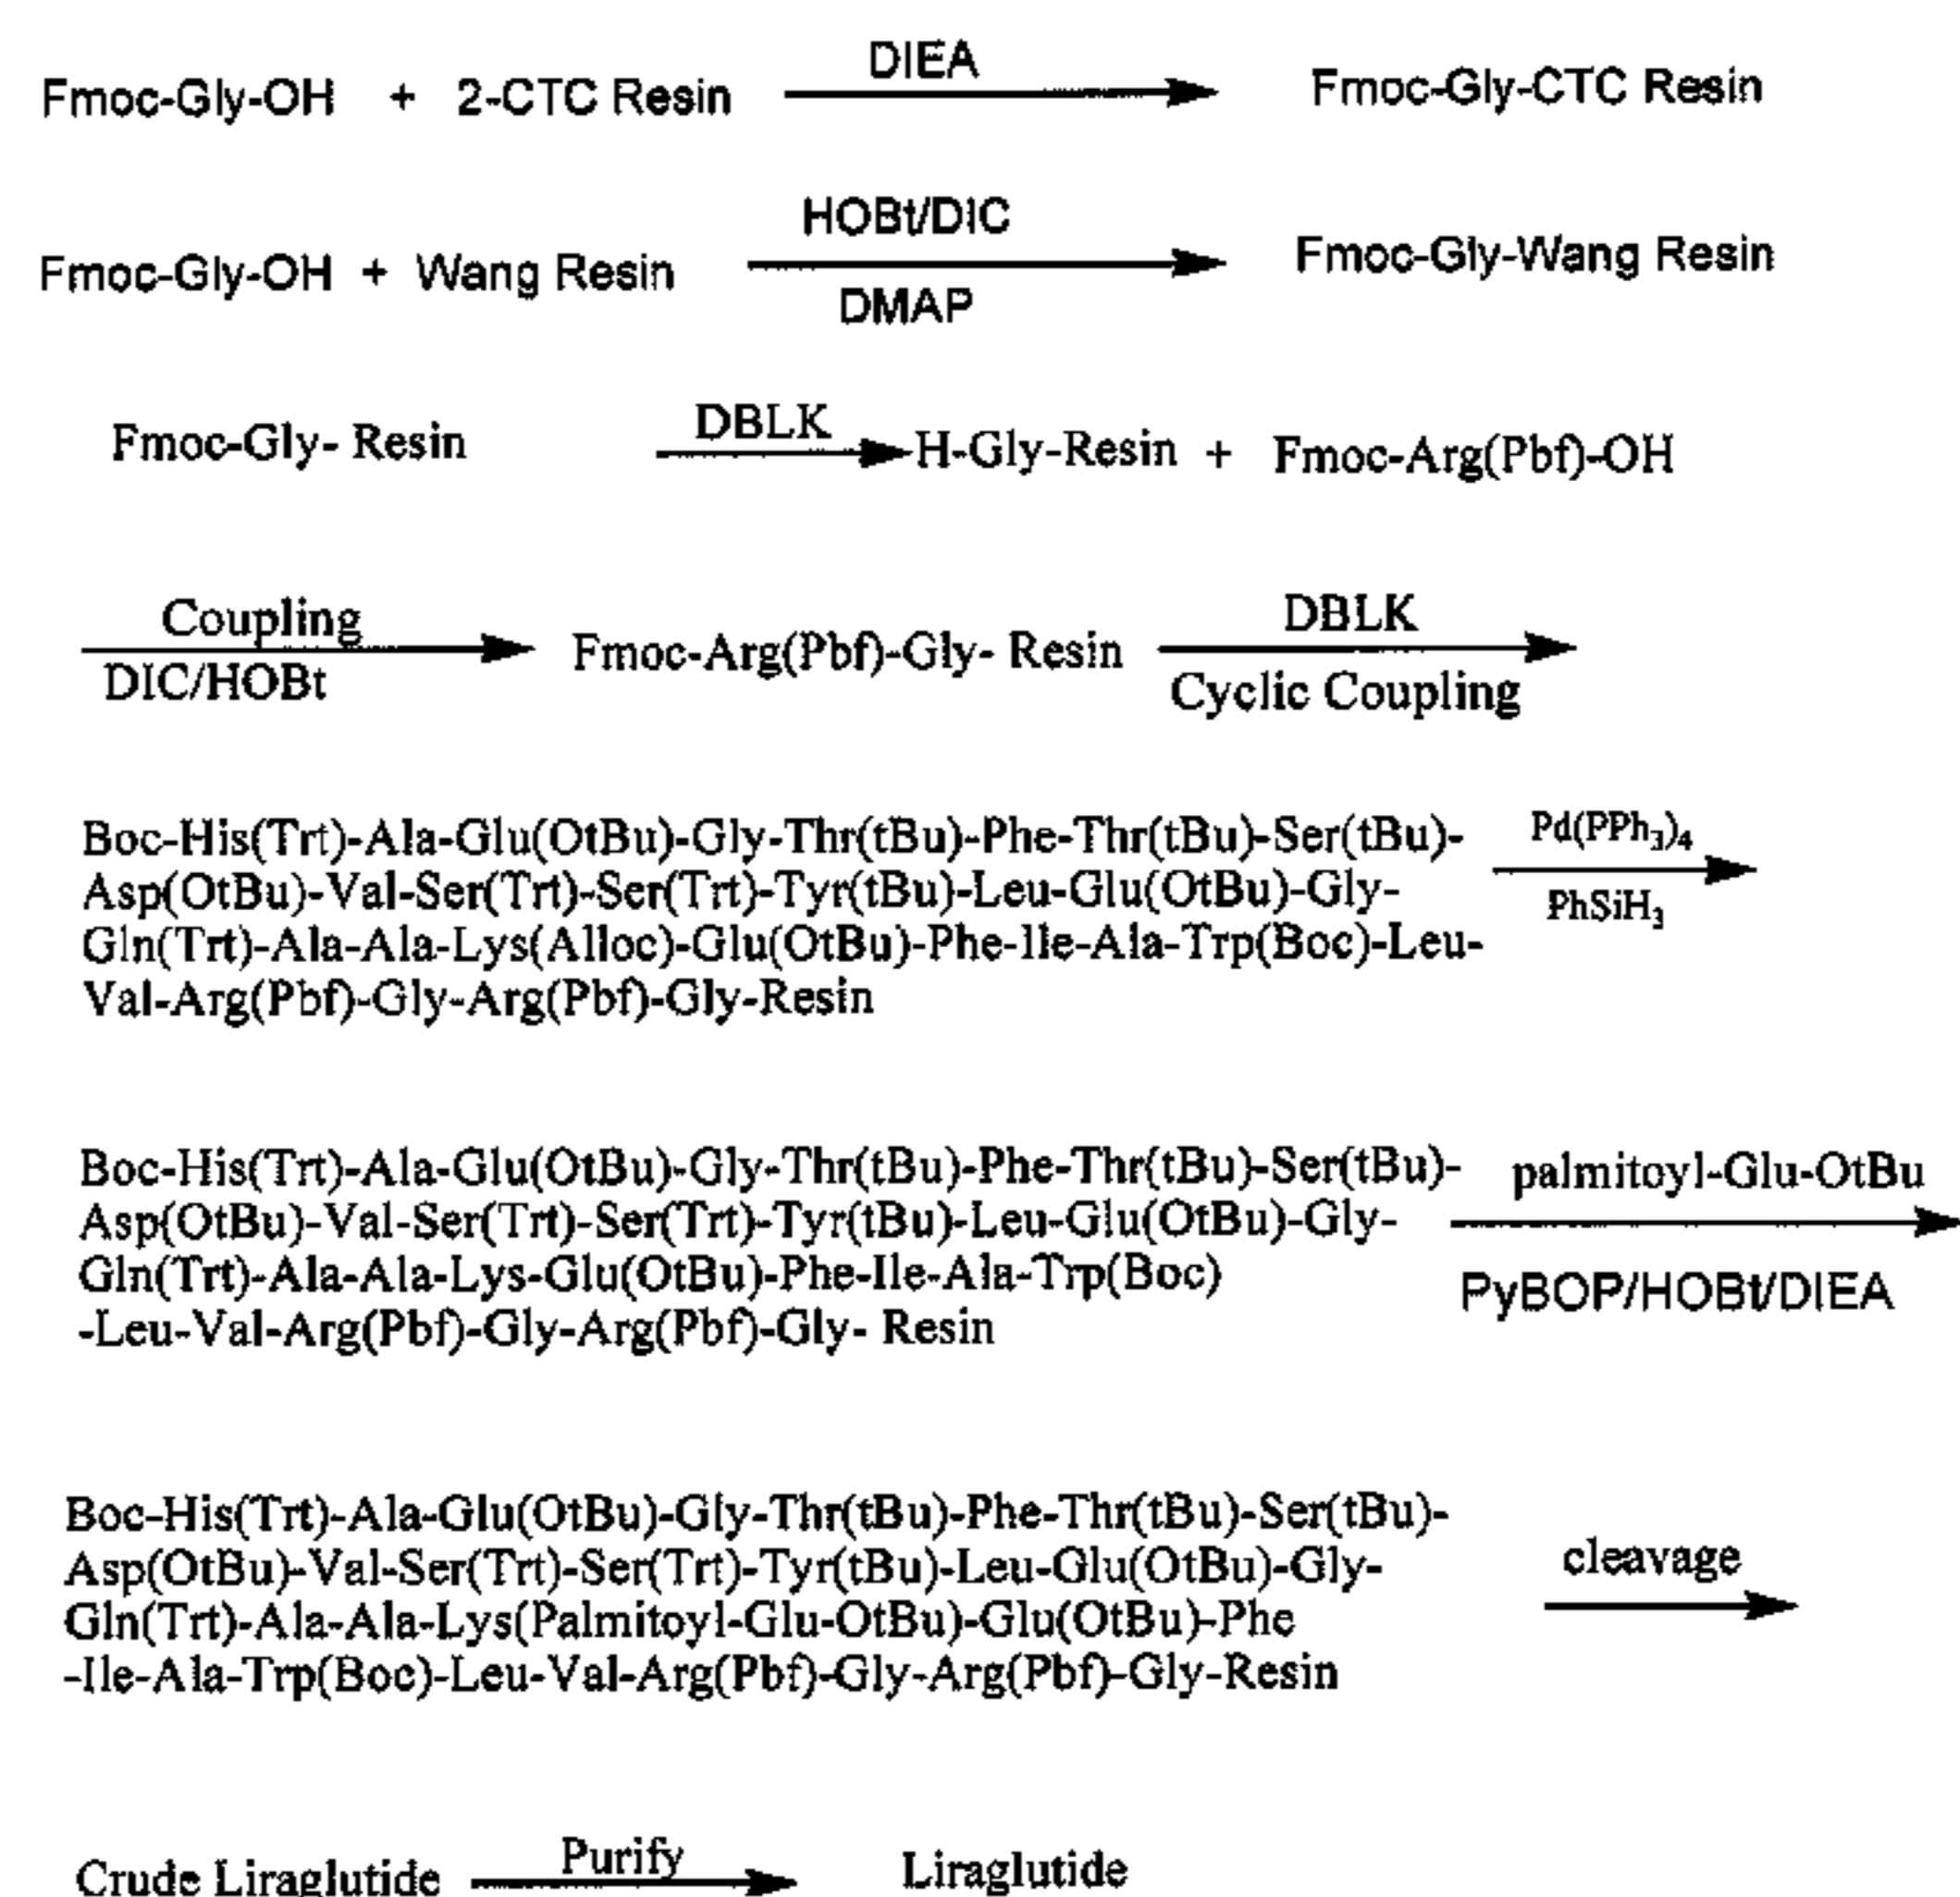 DIEA
Fmoc-Gly-OH + 2-CTC Resin Fmoc-Gly-CTC Resin
HOBt/DIC
Fmoc-Gly-OH + Wang Resin Fmoc-Gly-Wang Resin
DMAP
DBLK
Fmoc-Gly- Resin H-Gly-Resin + Fmoc-Arg(Pbf)-OH
Coupling DBLK
Fmoc-Arg(Pbf)-Gly- Resin
DIC/HOBt Cyclic Coupling
Boc-His(Trt)-Ala-Glu(OtBu)-Gly-Thr(tBu)-Phe-Thr(tBu)-Ser(tBu)- Pd(PPh3)4
Asp(OtBu)-Val-Ser(Trt)-Ser(Trt)-Tyr(tBu)-Leu-Glu(OtBu)-Gly- PhSiH3
Gln(Trt)-Ala-Ala-Lys(Alloc)-Glu(OtBu)-Phe-Ile-Ala-Trp(Boc)-Leu-
Val-Arg(Pbf)-Gly-Arg(Pbf)-Gly-Resin
Boc-His(Trt)-Ala-Glu(OtBu)-Gly-Thr(tBu)-Phe-Thr(tBu)-Ser(tBu)- palmitoyl-Glu-OtBu
Asp(OtBu)-Val-Ser(Trt)-Ser(Trt)-Tyr(tBu)-Leu-Glu(OtBu)-Gly-
Gln(Trt)-Ala-Ala-Lys-Glu(OtBu)-Phe-Ile-Ala-Trp(Boc) PyBOP/HOBt/DIEA
-Leu-Val-Arg(Pbf)-Gly-Arg(Pbf)-Gly- Resin
Boc-His(Trt)-Ala-Glu(OtBu)-Gly-Thr(tBu)-Phe-Thr(tBu)-Ser(tBu)-
Asp(OtBu)-Val-Ser(Trt)-Ser(Trt)-Tyr(tBu)-Leu-Glu(OtBu)-Gly- cleavage
Gln(Trt)-Ala-Ala-Lys(Palmitoyl-Glu-OtBu)-Glu(OtBu)-Phe
-Ile-Ala-Trp(Boc)-Leu-Val-Arg(Pbf)-Gly-Arg(Pbf)-Gly-Resin
Crude Liraglutide Purify Liraglutide